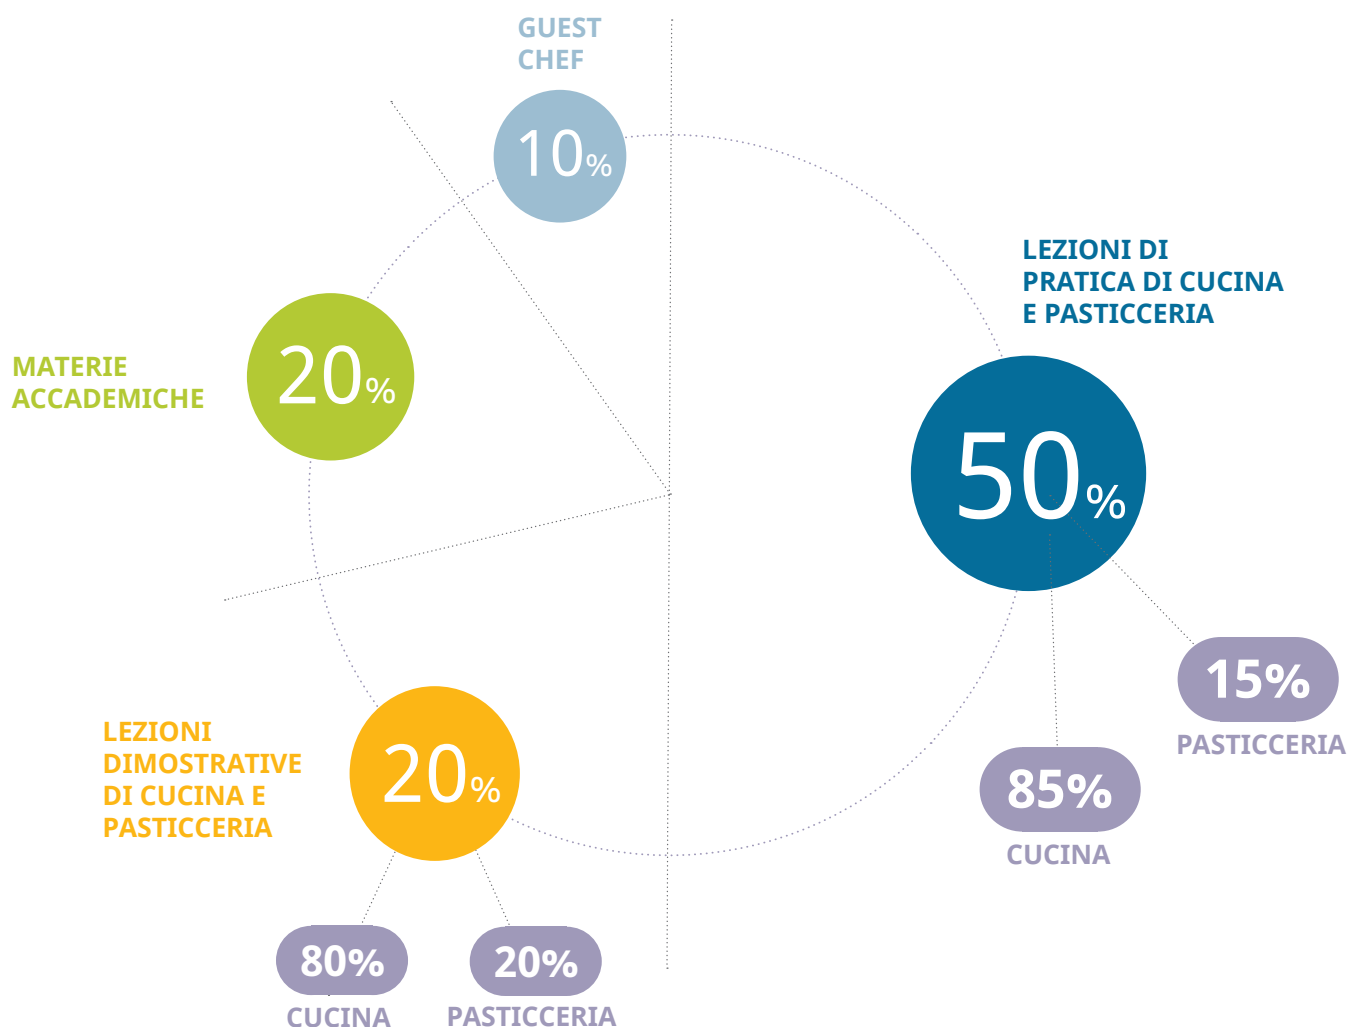 GUEST
CHEF
10%
LEZIONI DI
PRATICA DI CUCINA
E PASTICCERIA
50%
MATERIE
ACCADEMICHE
20%
15%
PASTICCERIA
85%
CUCINA
LEZIONI
DIMOSTRATIVE
DI CUCINA E
PASTICCERIA
20%
80%
CUCINA
20%
PASTICCERIA